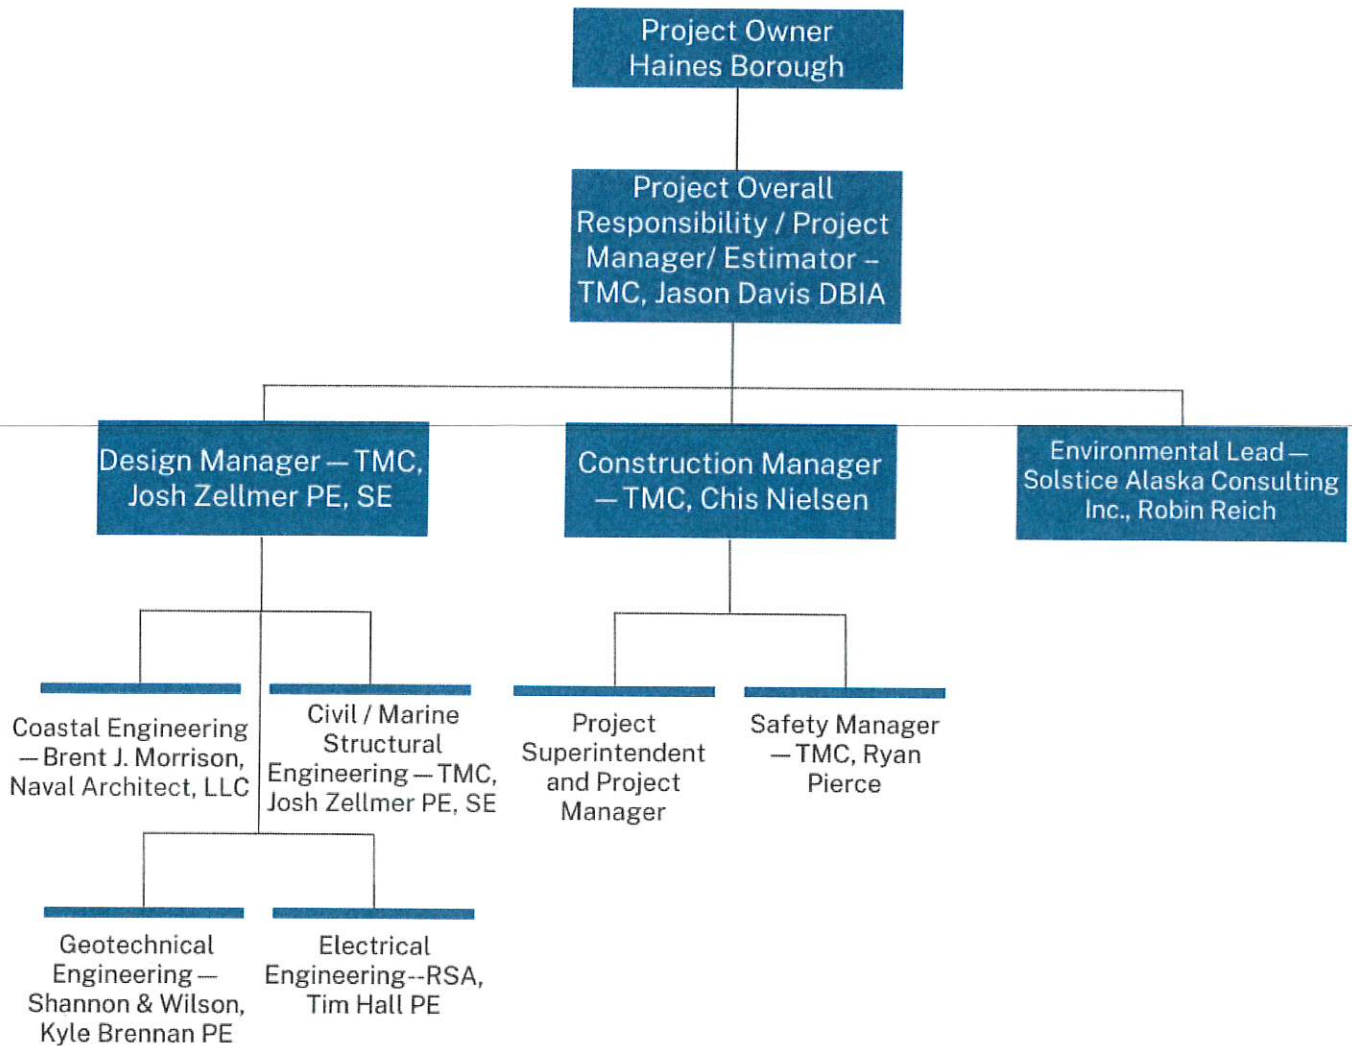 Project Owner
Haines Borough
Project Overall
Responsibility / Project
Manager/ Estimator –
TMC, Jason Davis DBIA
Design Manager — TMC,
Josh Zellmer PE, SE
Construction Manager
— TMC, Chis Nielsen
Environmental Lead —
Solstice Alaska Consulting
Inc., Robin Reich
Coastal Engineering
— Brent J. Morrison,
Naval Architect, LLC
Civil / Marine
Structural
Engineering — TMC,
Josh Zellmer PE, SE
Project
Superintendent
and Project
Manager
Safety Manager
— TMC, Ryan
Pierce
Geotechnical
Engineering —
Shannon & Wilson,
Kyle Brennan PE
Electrical
Engineering--RSA,
Tim Hall PE